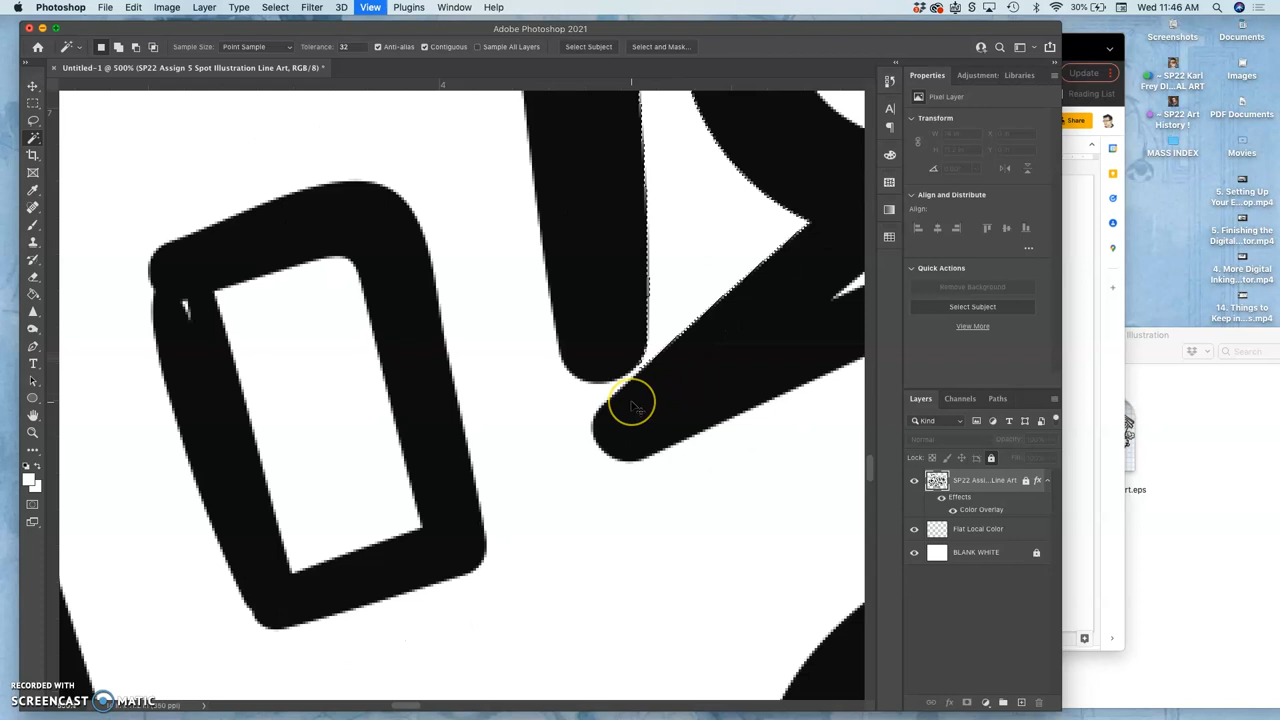 Photoshop File Edit Image Layer Type Select Filter 3D View Plugins Window Help
Wed 11:46 AM
Adobe Photoshop 2021
Sample Size: Point Sample Tolerance: 32 Anti-alias Contiguous Sample All Layers Select Subject Select and Mask...
Untitled-1 @ 500% (SP22 Assign 5 Spot Illustration Line Art, RGB/8) *
4
7
Properties Adjustment Libraries
Pixel Layer
Transform
W
X
H
Y
Align and Distribute
Align:
Quick Actions
Remove Background
Select Subject
View More
Layers Channels Paths
Kind
Normal Opacity:
Lock:
SP22 Assi...Line Art fx
Effects
Color Overlay
Flat Local Color
BLANK WHITE
Update
Reading List
Share
Illustration
Search
art.eps
Screenshots
Documents
~ SP22 Karl Frey DI...AL ART
Images
~ SP22 Art History !
PDF Documents
MASS INDEX
Movies
5. Setting Up Your E...op.mp4
5. Finishing the Digital...tor.mp4
4. More Digital Inking...tor.mp4
14. Things to Keep in...s.mp4
RECORDED WITH
SCREENCAST MATIC